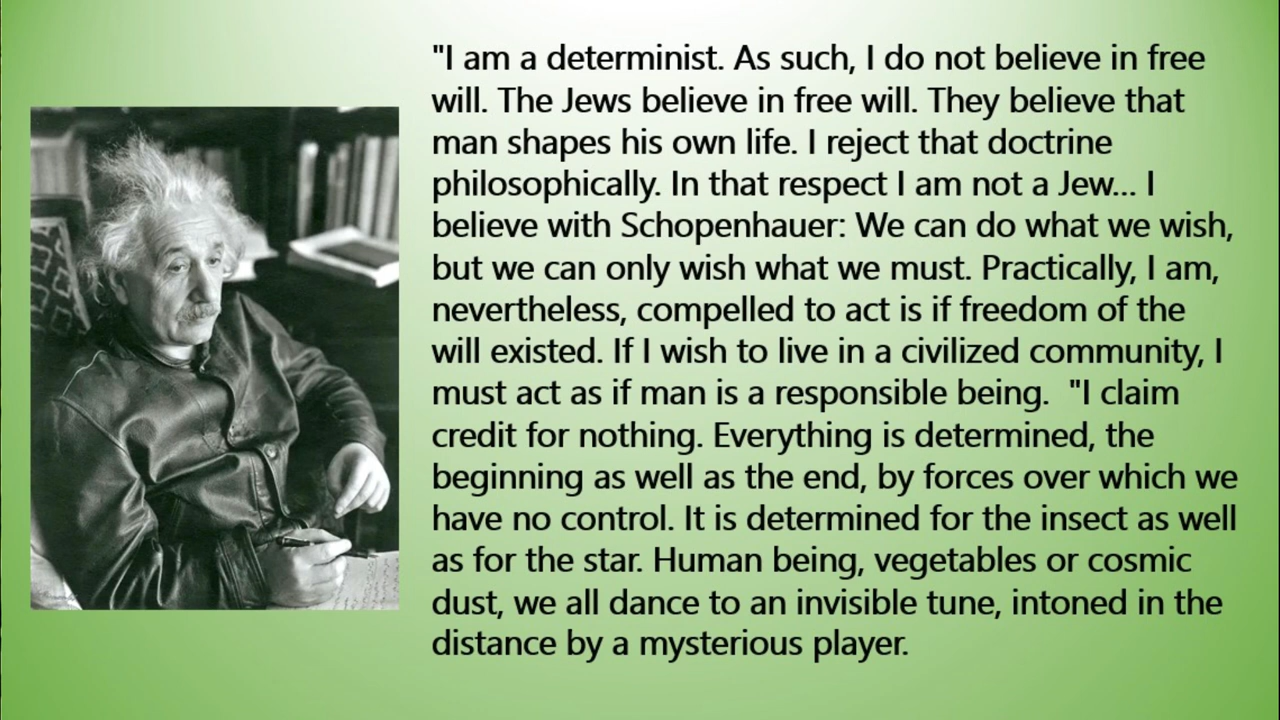 "I am a determinist. As such, I do not believe in free
will. The Jews believe in free will. They believe that
man shapes his own life. I reject that doctrine
philosophically. In that respect I am not a Jew... I
believe with Schopenhauer: We can do what we wish,
but we can only wish what we must. Practically, I am,
nevertheless, compelled to act is if freedom of the
will existed. If I wish to live in a civilized community, I
must act as if man is a responsible being.  "I claim
credit for nothing. Everything is determined, the
beginning as well as the end, by forces over which we
have no control. It is determined for the insect as well
as for the star. Human being, vegetables or cosmic
dust, we all dance to an invisible tune, intoned in the
distance by a mysterious player.